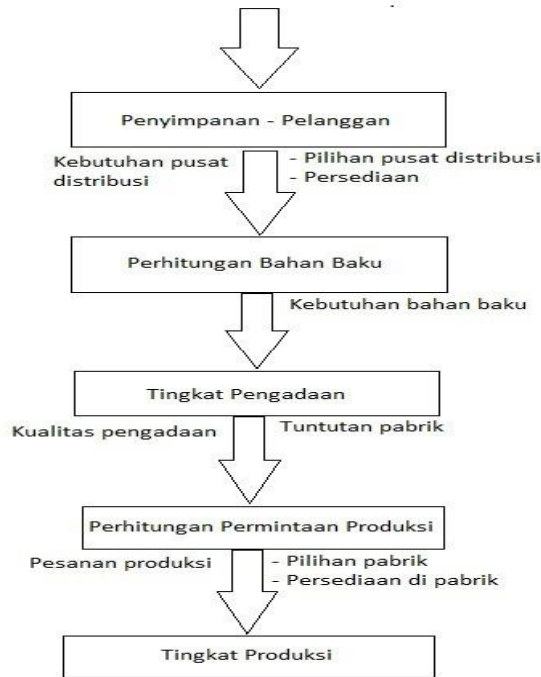 Penyimpanan - Pelanggan
Kebutuhan pusat
distribusi
- Pilihan pusat distribusi
- Persediaan
Perhitungan Bahan Baku
Kebutuhan bahan baku
Tingkat Pengadaan
Kualitas pengadaan
Tuntutan pabrik
Perhitungan Permintaan Produksi
Pesanan produksi
- Pilihan pabrik
- Persediaan di pabrik
Tingkat Produksi